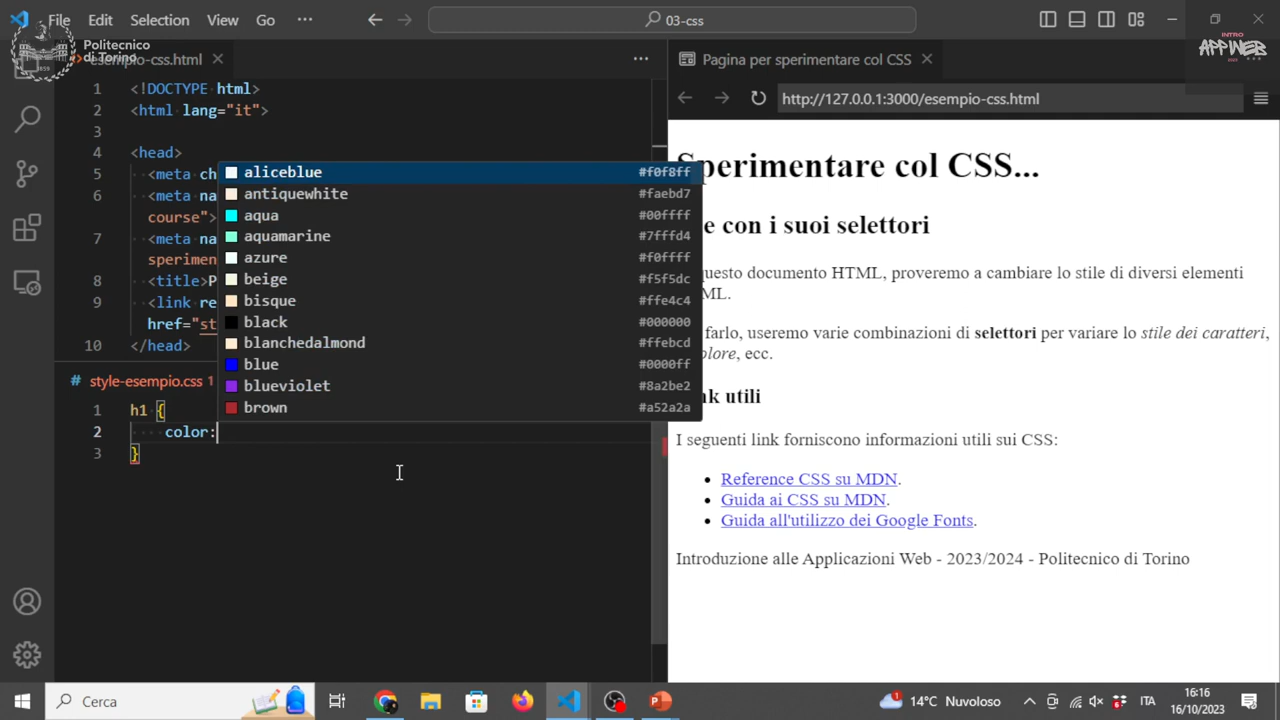 File Edit Selection View Go ··· 03-css
Politecnico di Torino
esempio-css.html
INTRO
APPIWEB
Pagina per sperimentare col CSS
http://127.0.0.1:3000/esempio-css.html
1 <!DOCTYPE html>
2 <html lang="it">
3
4 <head>
5 <meta ch
6 <meta na
course">
7 <meta na
sperimen
8 <title>P
9 <link re
href="st
10 </head>
aliceblue #f0f8ff
antiquewhite #faebd7
aqua #00ffff
aquamarine #7fffd4
azure #f0ffff
beige #f5f5dc
bisque #ffe4c4
black #000000
blanchedalmond #ffebcd
blue #0000ff
blueviolet #8a2be2
brown #a52a2a
# style-esempio.css 1
1 h1 {
2 color:
3 }
Sperimentare col CSS...
e con i suoi selettori
questo documento HTML, proveremo a cambiare lo stile di diversi elementi
ML.
farlo, useremo varie combinazioni di selettori per variare lo stile dei caratteri,
olore, ecc.
nk utili
I seguenti link forniscono informazioni utili sui CSS:
• Reference CSS su MDN.
• Guida ai CSS su MDN.
• Guida all'utilizzo dei Google Fonts.
Introduzione alle Applicazioni Web - 2023/2024 - Politecnico di Torino
Cerca
1 14°C Nuvoloso
ITA
16:16
16/10/2023